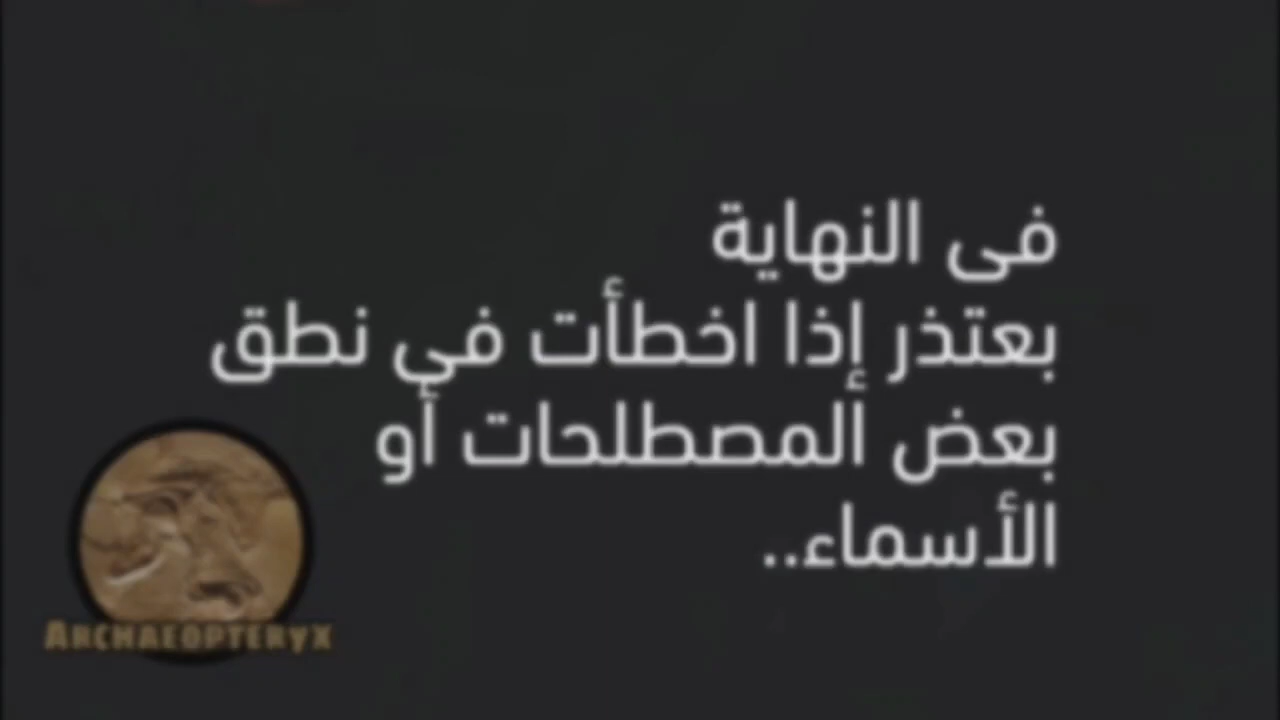 فى النهاية
بعتذر إذا اخطأت في نطق
بعض المصطلحات أو
الأسماء..
ARCHAEOPTERYX